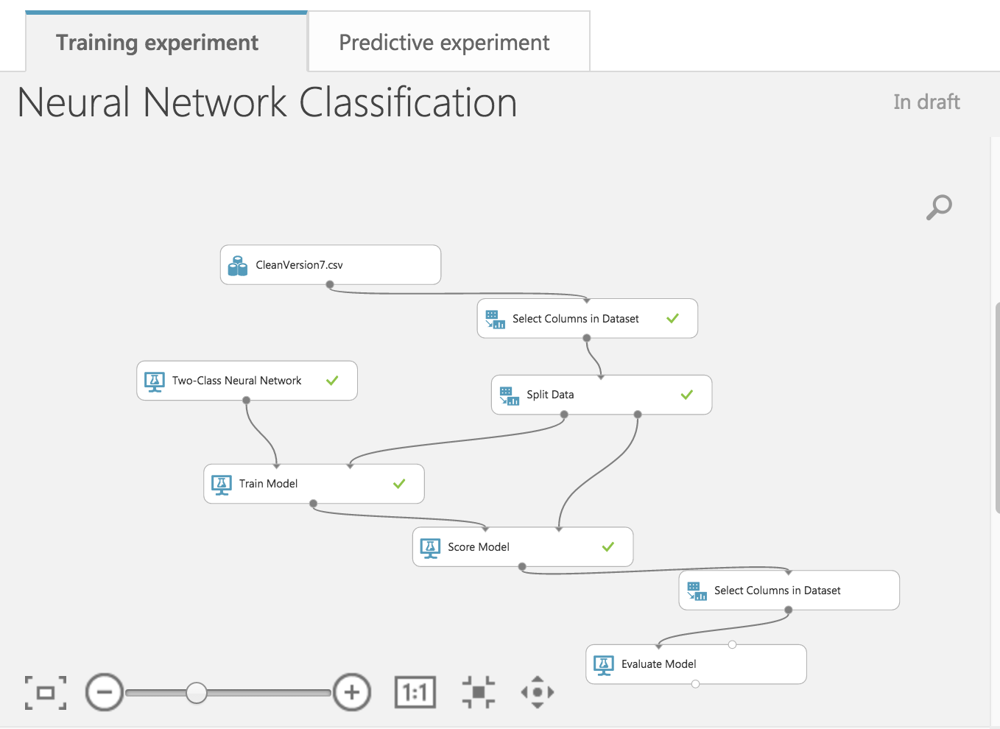 Training experiment
Predictive experiment
Neural Network Classification
In draft
CleanVersion7.csv
Select Columns in Dataset
Two-Class Neural Network
Split Data
Train Model
Score Model
Select Columns in Dataset
Evaluate Model
1:1